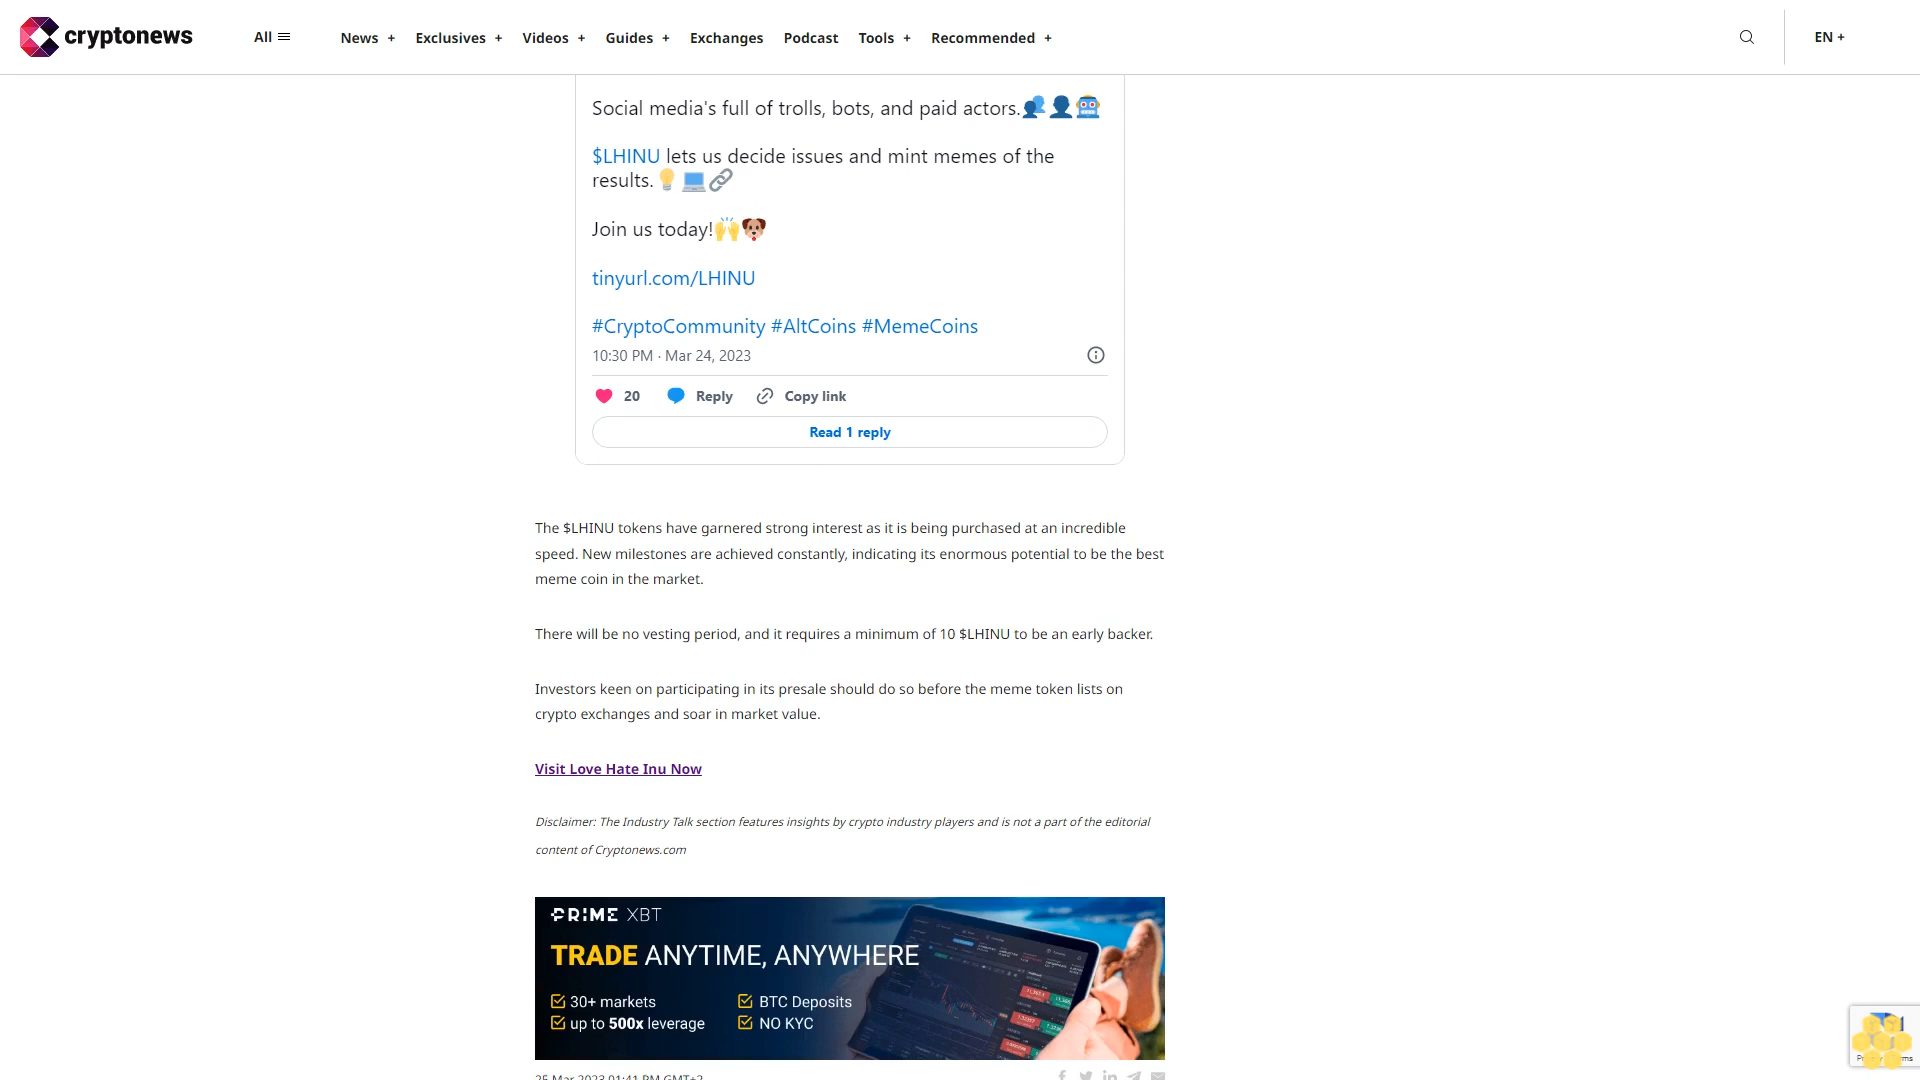 cryptonews
All
News +
Exclusives +
Videos +
Guides +
Exchanges
Podcast
Tools +
Recommended +
EN +
Social media's full of trolls, bots, and paid actors.👥👤🤖
$LHINU lets us decide issues and mint memes of the
results.💡💻🔗
Join us today!🙌🐶
tinyurl.com/LHINU
#CryptoCommunity #AltCoins #MemeCoins
10:30 PM · Mar 24, 2023
20 Reply Copy link
Read 1 reply
The $LHINU tokens have garnered strong interest as it is being purchased at an incredible
speed. New milestones are achieved constantly, indicating its enormous potential to be the best
meme coin in the market.
There will be no vesting period, and it requires a minimum of 10 $LHINU to be an early backer.
Investors keen on participating in its presale should do so before the meme token lists on
crypto exchanges and soar in market value.
Visit Love Hate Inu Now
Disclaimer: The Industry Talk section features insights by crypto industry players and is not a part of the editorial
content of Cryptonews.com
PRIME XBT
TRADE ANYTIME, ANYWHERE
30+ markets
BTC Deposits
up to 500x leverage
NO KYC
25 Mar 2023 01:41 PM GMT+2